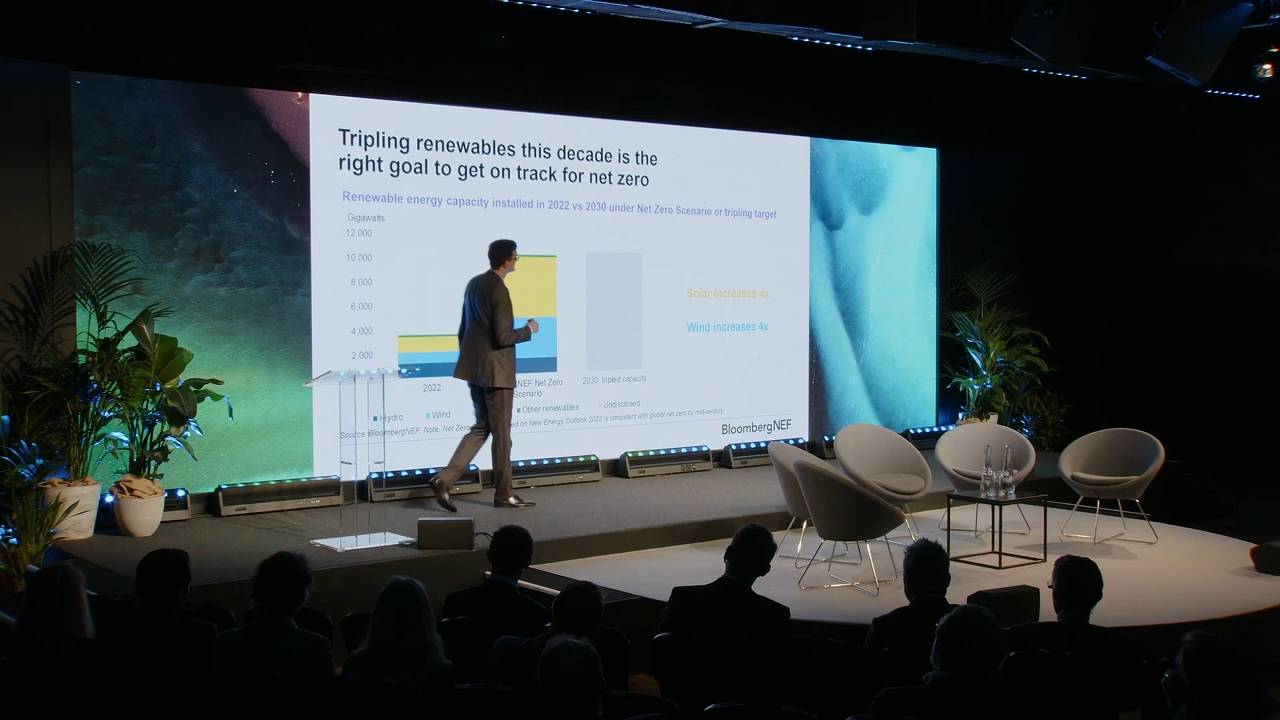 Tripling renewables this decade is the
right goal to get on track for net zero
Renewable energy capacity installed in 2022 vs 2030 under Net Zero Scenario or tripling target
Gigawatts
12,000
10,000
8,000
6,000
4,000
2,000
Solar increases 4x
Wind increases 4x
2022
NEF Net Zero
Scenario
2030: tripled capacity
Hydro
Wind
Other renewables
Undisclosed
Source: BloombergNEF. Note: Net Zero
ed on New Energy Outlook 2022 is consistent with global net zero by mid-century.
BloombergNEF